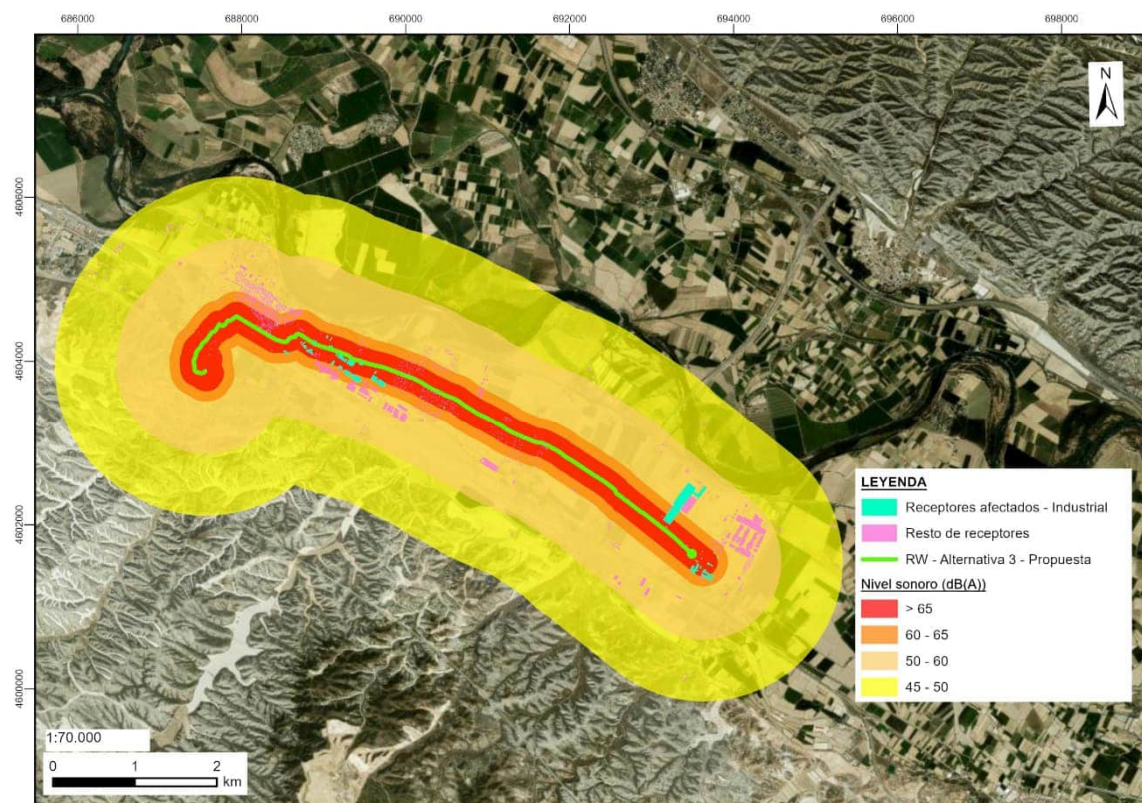 686000 688000 690000 692000 694000 696000 698000
N
4606000
4604000
4602000
4600000
LEYENDA
Receptores afectados - Industrial
Resto de receptores
RW - Alternativa 3 - Propuesta
Nivel sonoro (dB(A))
> 65
60 - 65
50 - 60
45 - 50
1:70.000
0 1 2
km